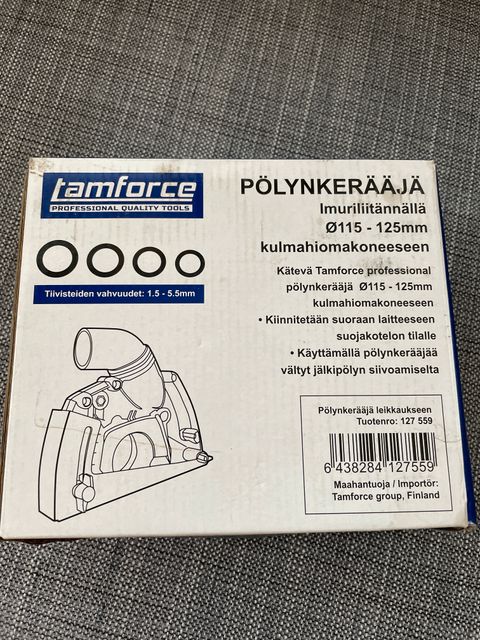 tamforce
PROFESSIONAL QUALITY TOOLS
Tiivisteiden vahvuudet: 1.5 - 5.5mm
PÖLYNKERÄÄJÄ
Imuriliitännällä
Ø115 - 125mm
kulmahiomakoneeseen
Kätevä Tamforce professional
pölynkerääjä Ø115 - 125mm
kulmahiomakoneeseen
• Kiinnitetään suoraan laitteeseen
suojakotelon tilalle
• Käyttämällä pölynkerääjää
vältyt jälkipölyn siivoamiselta
Pölynkerääjä leikkaukseen
Tuotenro: 127 559
6 438284 127559
Maahantuoja / Importör:
Tamforce group, Finland